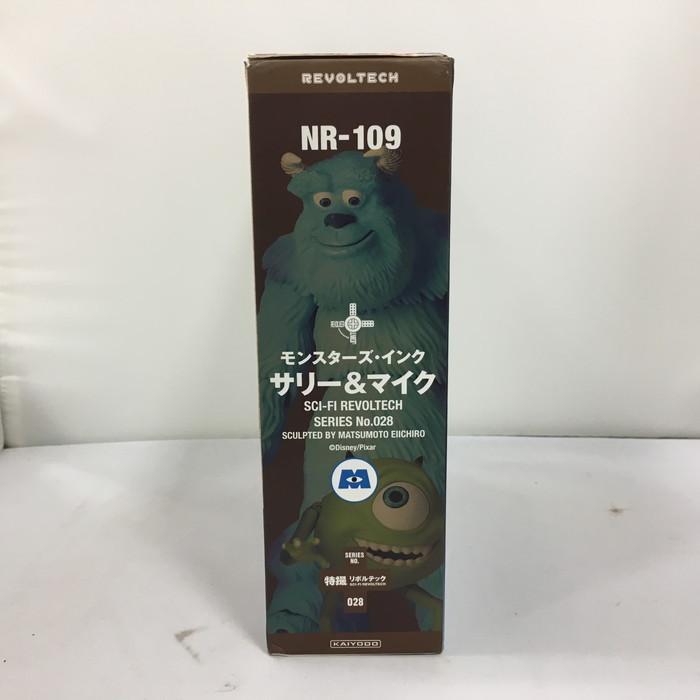 REVOLTECH
NR-109
モンスターズ・インク
サリー&マイク
SCI-FI REVOLTECH
SERIES No.028
SCULPTED BY MATSUMOTO EIICHIRO
©Disney/Pixar
M
SERIES
NO.
特撮 リボルテック
SCI-FI REVOLTECH
028
KAIYODO